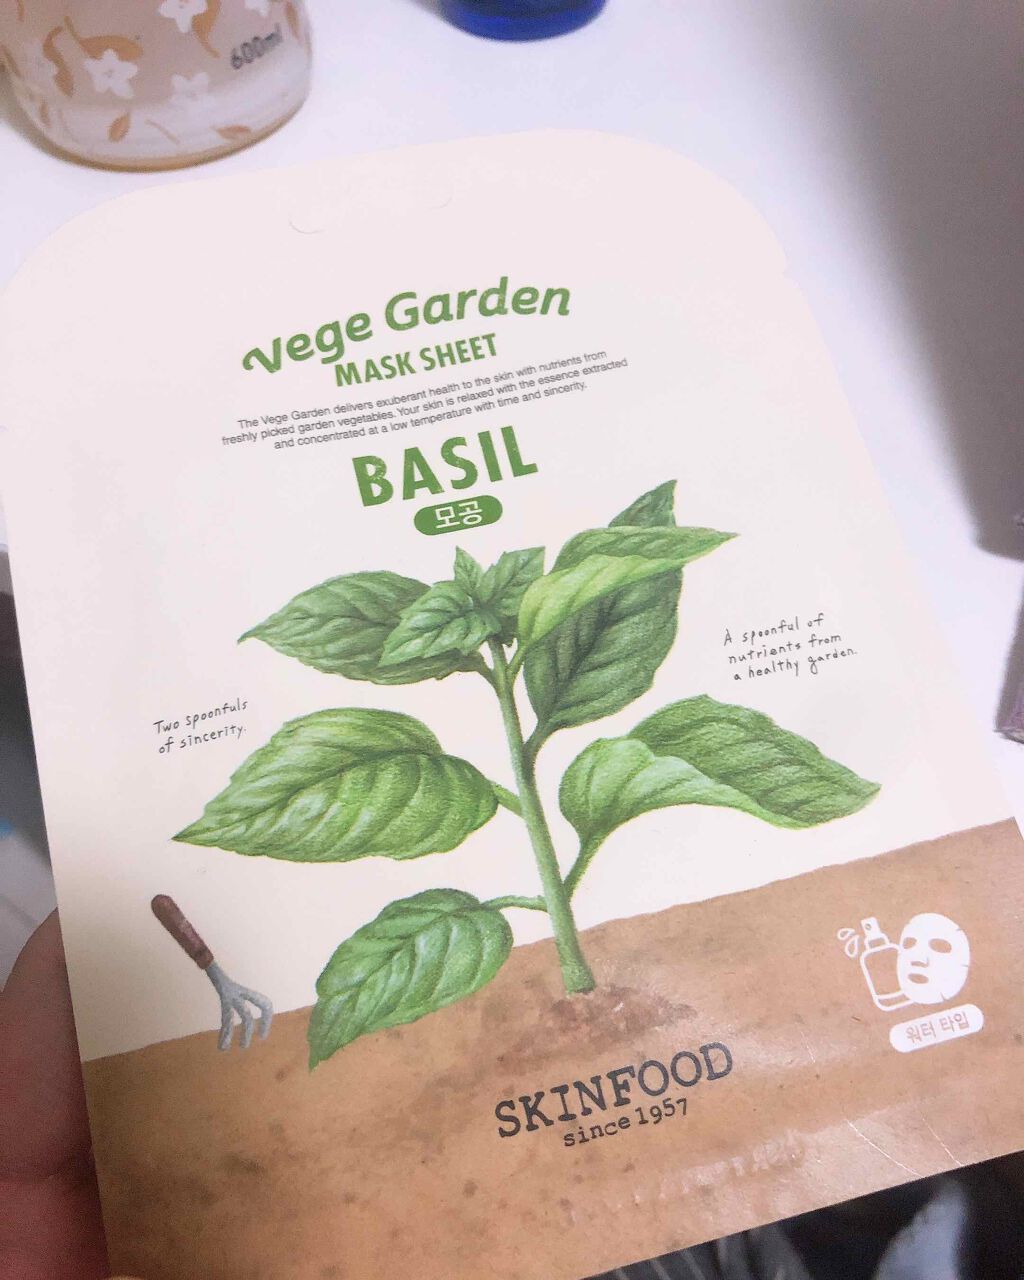 600ml
Vege Garden
MASK SHEET
The Vege Garden delivers exuberant health to the skin with nutrients from
freshly picked garden vegetables. Your skin is relaxed with the essence extracted
and concentrated at a low temperature with time and sincerity.
BASIL
모공
A spoonful of
nutrients from
a healthy garden.
Two spoonfuls
of sincerity.
워터 타입
SKINFOOD
since 1957